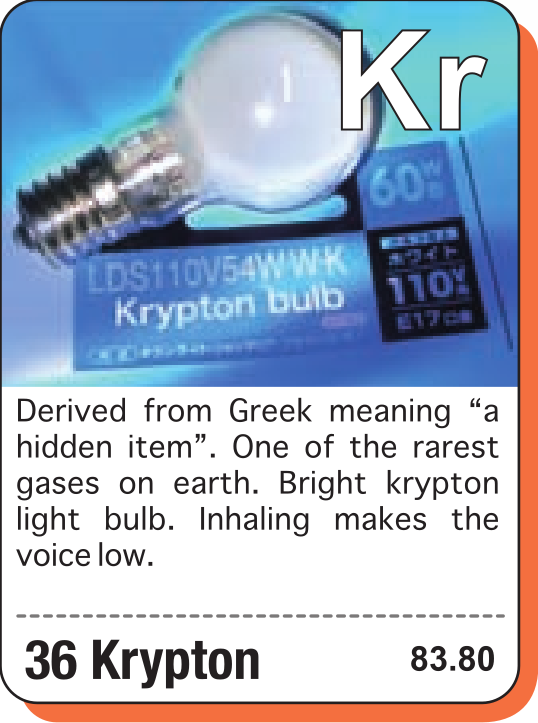 Kr
60W
LDS110V54W・W・K
Krypton bulb
ホワイト
110V
E17口金
Derived from Greek meaning “a
hidden item”. One of the rarest
gases on earth. Bright krypton
light bulb. Inhaling makes the
voice low.
36 Krypton
83.80